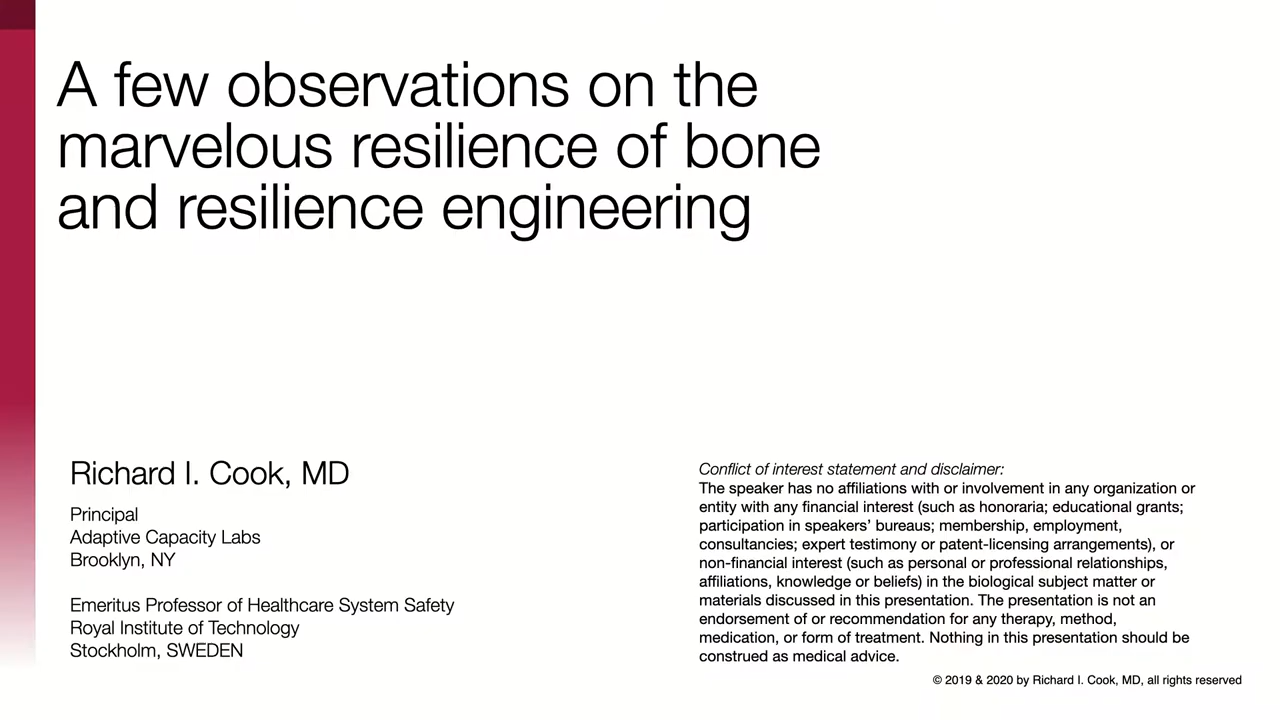 A few observations on the
marvelous resilience of bone
and resilience engineering
Richard I. Cook, MD
Principal
Adaptive Capacity Labs
Brooklyn, NY
Emeritus Professor of Healthcare System Safety
Royal Institute of Technology
Stockholm, SWEDEN
Conflict of interest statement and disclaimer:
The speaker has no affiliations with or involvement in any organization or
entity with any financial interest (such as honoraria; educational grants;
participation in speakers’ bureaus; membership, employment,
consultancies; expert testimony or patent-licensing arrangements), or
non-financial interest (such as personal or professional relationships,
affiliations, knowledge or beliefs) in the biological subject matter or
materials discussed in this presentation. The presentation is not an
endorsement of or recommendation for any therapy, method,
medication, or form of treatment. Nothing in this presentation should be
construed as medical advice.
© 2019 & 2020 by Richard I. Cook, MD, all rights reserved